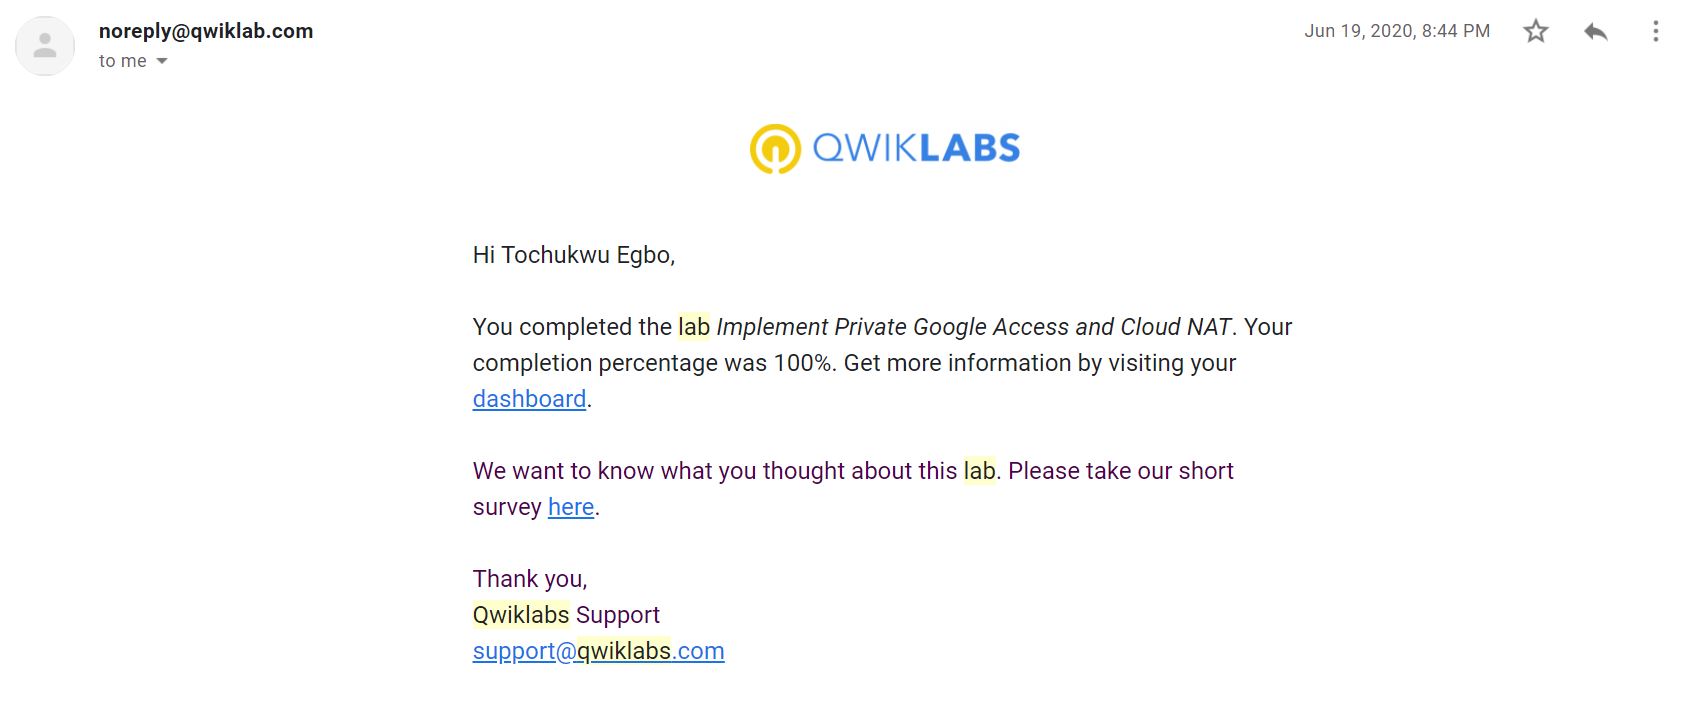 noreply@qwiklab.com
Jun 19, 2020, 8:44 PM
to me
QWIKLABS
Hi Tochukwu Egbo,
You completed the lab Implement Private Google Access and Cloud NAT. Your
completion percentage was 100%. Get more information by visiting your
dashboard.
We want to know what you thought about this lab. Please take our short
survey here.
Thank you,
Qwiklabs Support
support@qwiklabs.com